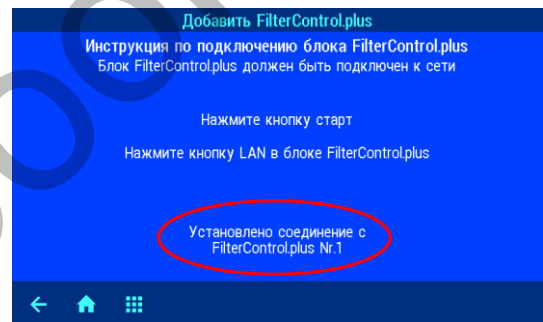 Добавить FilterControl.plus
Инструкция по подключению блока FilterControl.plus
Блок FilterControl.plus должен быть подключен к сети
Нажмите кнопку старт
Нажмите кнопку LAN в блоке FilterControl.plus
Установлено соединение с
FilterControl.plus Nr.1